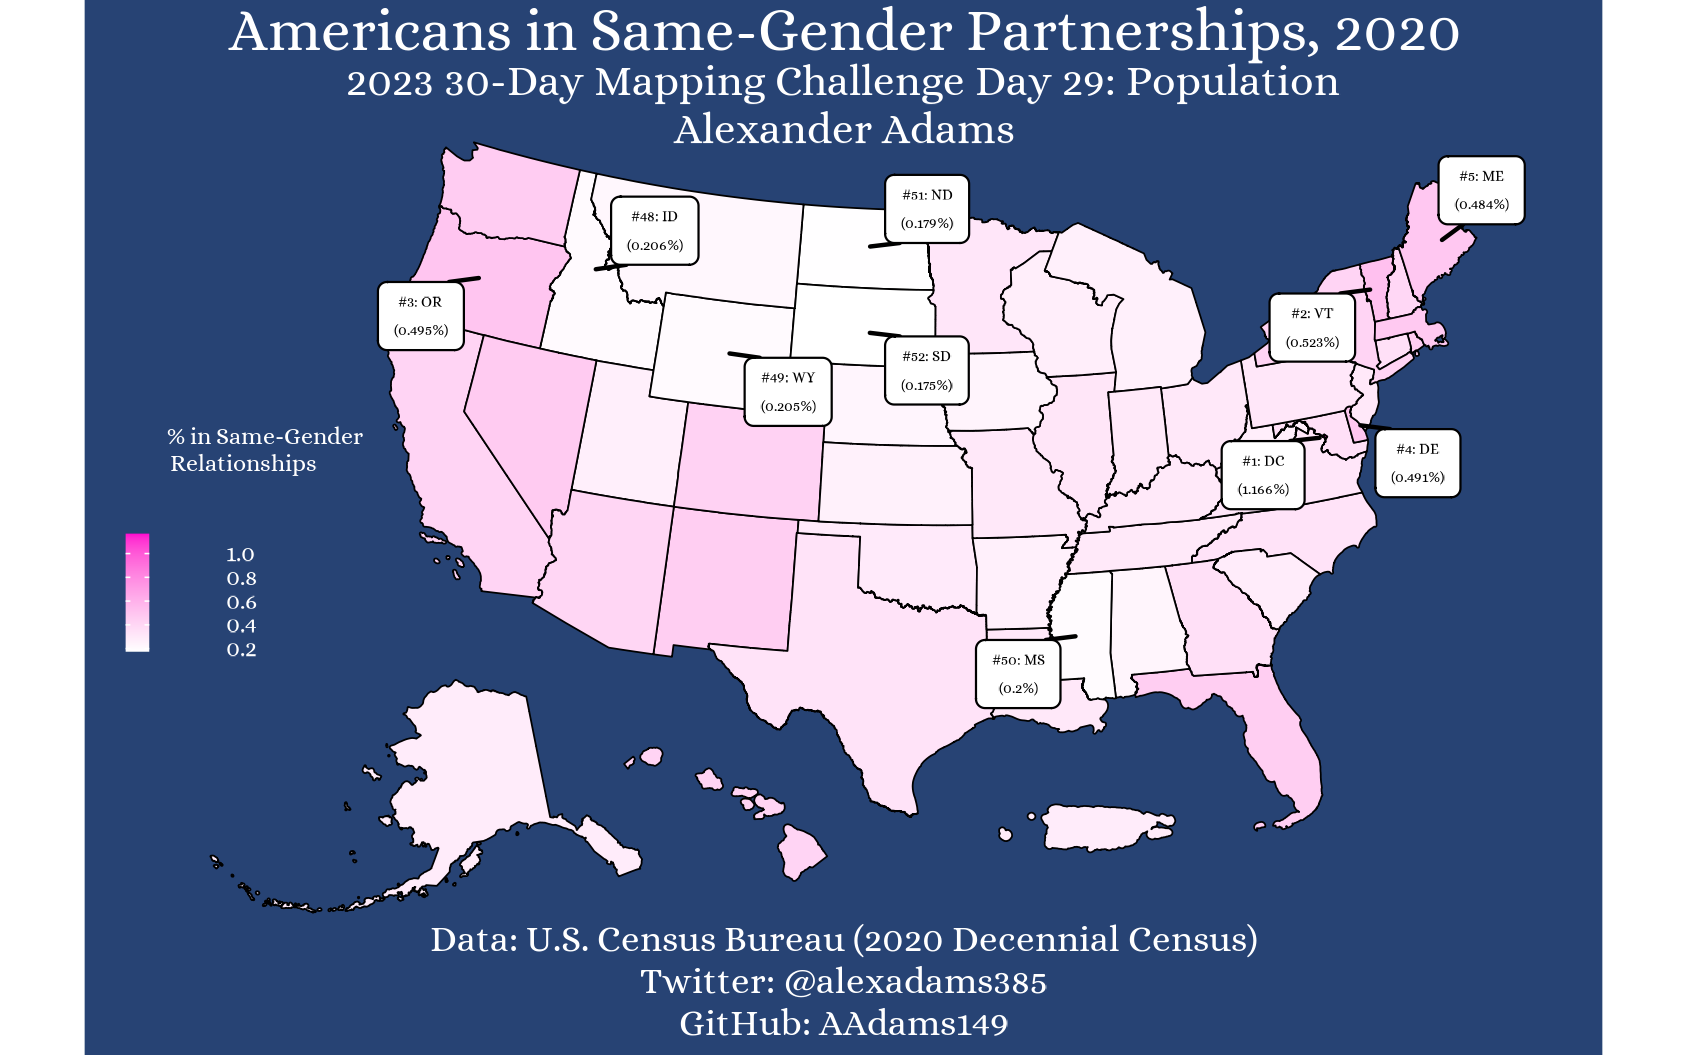 Americans in Same-Gender Partnerships, 2020
2023 30-Day Mapping Challenge Day 29: Population
Alexander Adams
#5: ME
(0.484%)
#51: ND
(0.179%)
#48: ID
(0.206%)
#3: OR
(0.495%)
#2: VT
(0.523%)
#52: SD
(0.175%)
#49: WY
(0.205%)
#4: DE
(0.491%)
#1: DC
(1.166%)
#50: MS
(0.2%)
% in Same-Gender
Relationships
1.0
0.8
0.6
0.4
0.2
Data: U.S. Census Bureau (2020 Decennial Census)
Twitter: @alexadams385
GitHub: AAdams149